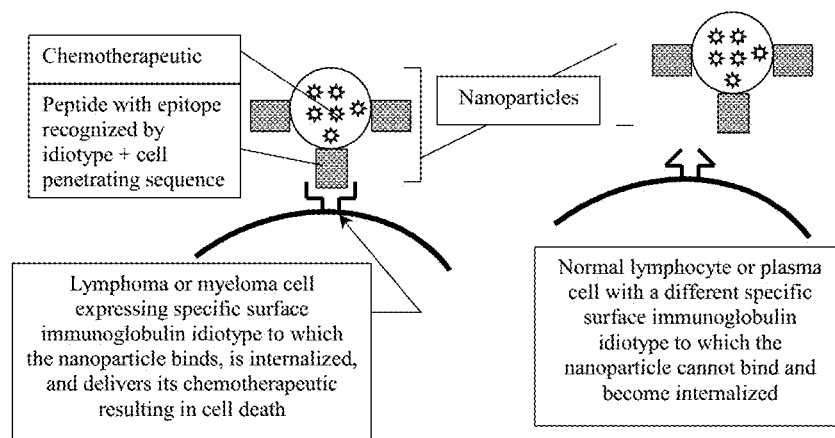 Chemotherapeutic
Peptide with epitope
recognized by
idiotype + cell
penetrating sequence
Nanoparticles
Lymphoma or myeloma cell
expressing specific surface
immunoglobulin idiotype to which
the nanoparticle binds, is internalized,
and delivers its chemotherapeutic
resulting in cell death
Normal lymphocyte or plasma
cell with a different specific
surface immunoglobulin
idiotype to which the
nanoparticle cannot bind and
become internalized